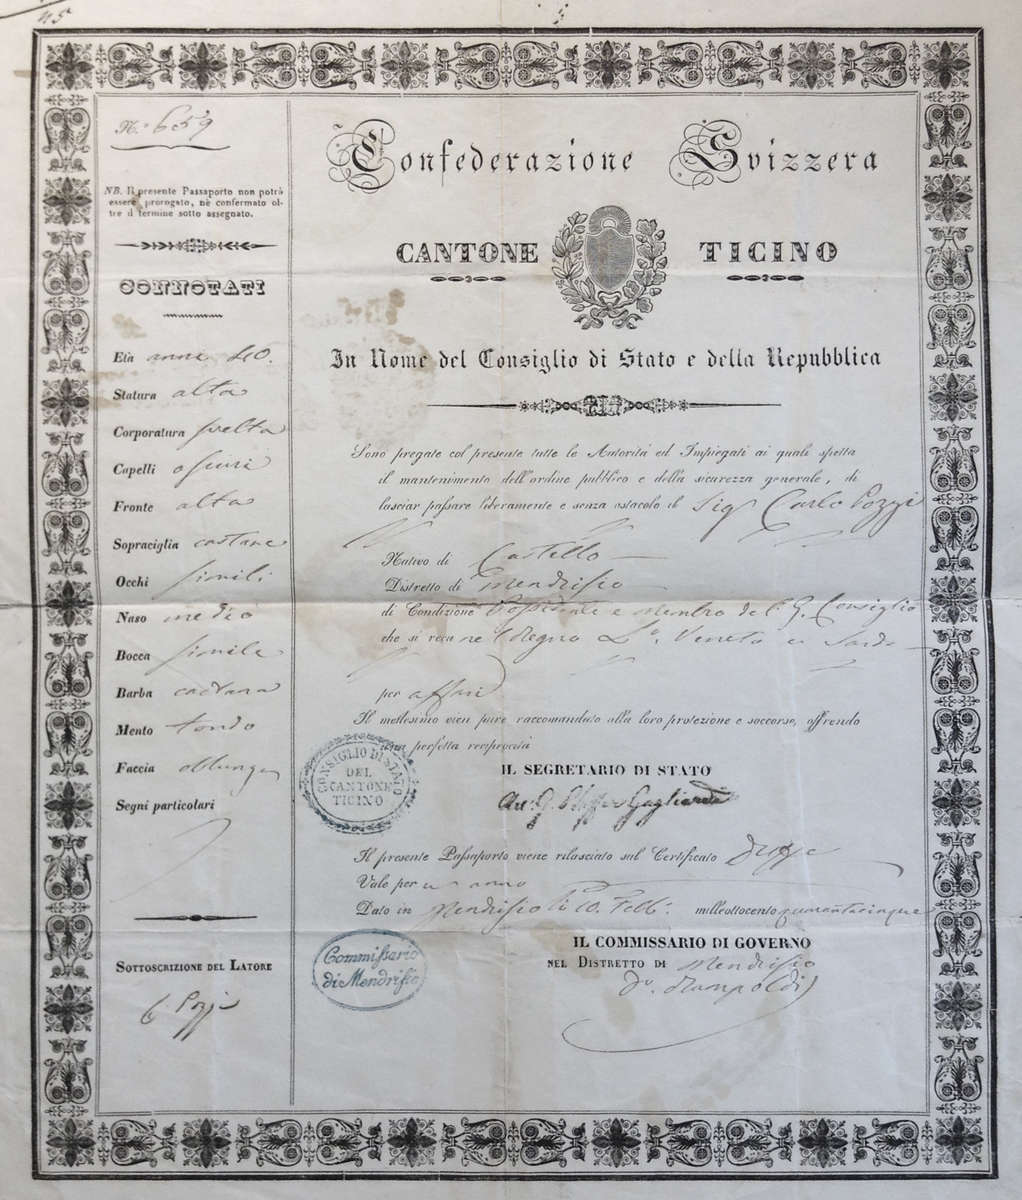 N.º 659
NB. Il presente Passaporto non potrà
essere prorogato, nè confermato ol-
tre il termine sotto assegnato.
CONNOTATI
Età anni 40.
Statura alta
Corporatura svelta
Capelli oscuri
Fronte alta
Sopraciglia castane
Occhi simili
Naso medio
Bocca simile
Barba castana
Mento tondo
Faccia oblunga
Segni particolari
SOTTOSCRIZIONE DEL LATORE
C Pozzi
Confederazione Svizzera
CANTONE TICINO
In Nome del Consiglio di Stato e della Repubblica
Sono pregate col presente tutte le Autorità ed Impiegati ai quali spetta
il mantenimento dell'ordine pubblico e della sicurezza generale, di
lasciar passare liberamente e senza ostacolo il Sigr Carlo Pozzi
Nativo di Castello
Distretto di Mendrisio
di Condizione Possidente e Membro del G. Consiglio
che si reca nel Regno L.º Veneto e Sardo
per affari
Il medesimo vien pure raccomandato alla loro protezione e soccorso, offrendo
una perfetta reciprocità
CONSIGLIO DI STATO
DEL
CANTONE
TICINO
IL SEGRETARIO DI STATO
Il presente Passaporto viene rilasciato sul Certificato
Vale per un anno
Dato in Mendrisio li 10. Febb. milleottocento quarantacinque
IL COMMISSARIO DI GOVERNO
NEL DISTRETTO DI Mendrisio
Commissario
di Mendrisio